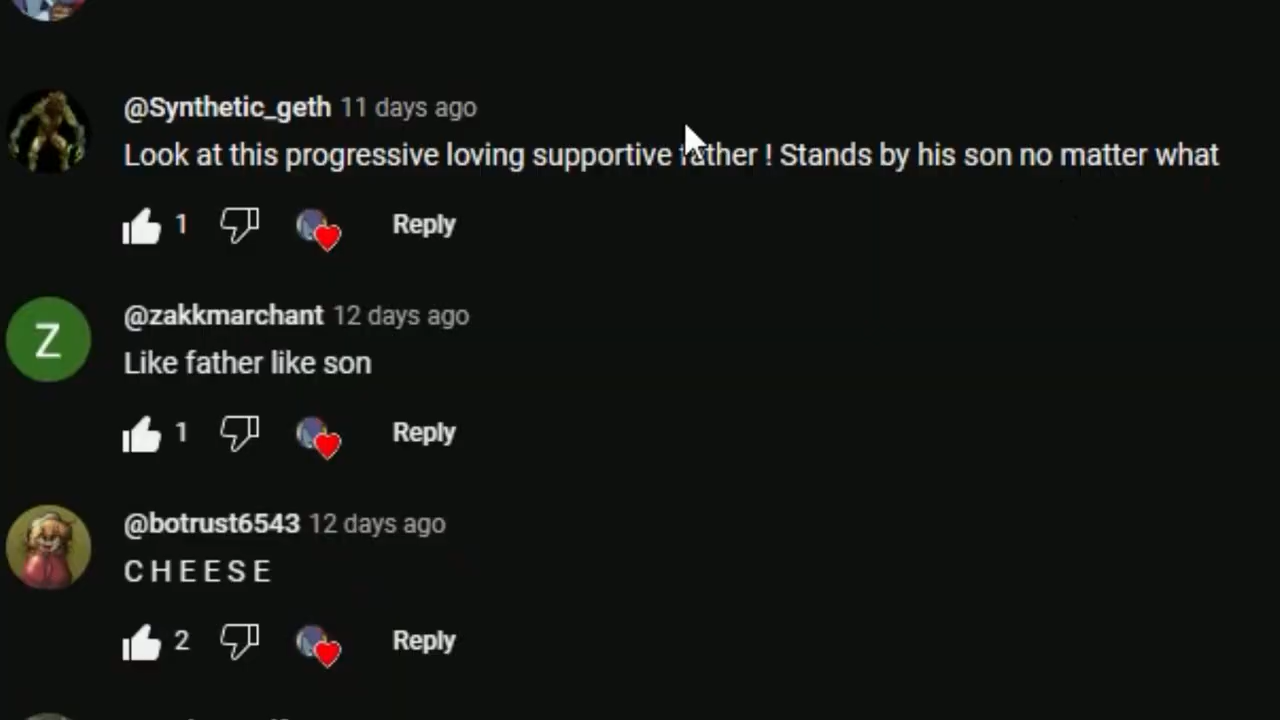 @Synthetic_geth 11 days ago
Look at this progressive loving supportive father ! Stands by his son no matter what
1 Reply
Z
@zakkmarchant 12 days ago
Like father like son
1 Reply
@botrust6543 12 days ago
C H E E S E
2 Reply